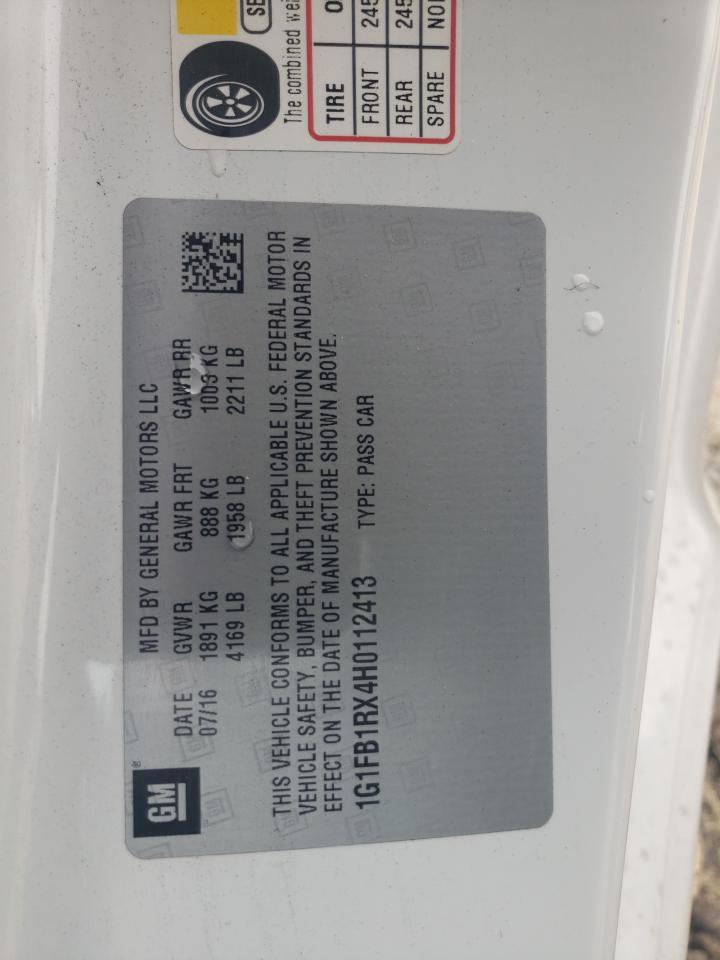 GM
MFD BY GENERAL MOTORS LLC
DATE GVWR GAWR FRT GAWR RR
07/16 1891 KG 888 KG 1003 KG
4169 LB 1958 LB 2211 LB
THIS VEHICLE CONFORMS TO ALL APPLICABLE U.S. FEDERAL MOTOR
VEHICLE SAFETY, BUMPER, AND THEFT PREVENTION STANDARDS IN
EFFECT ON THE DATE OF MANUFACTURE SHOWN ABOVE.
1G1FB1RX4H0112413 TYPE: PASS CAR
The combined
TIRE
FRONT 245
REAR 245
SPARE